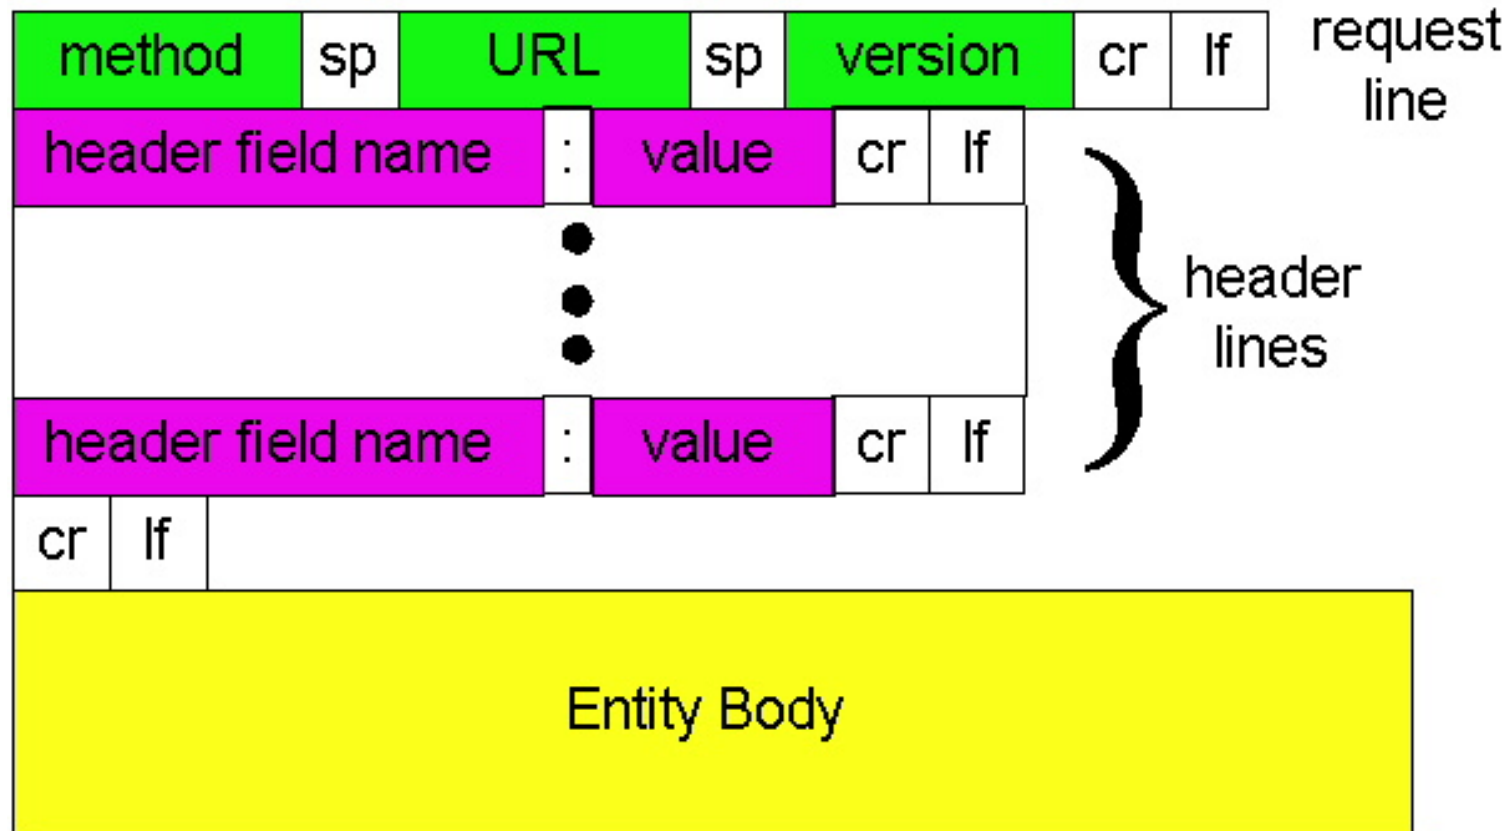 method sp URL sp version cr lf
request
line
header field name : value cr lf
header
lines
header field name : value cr lf
cr lf
Entity Body